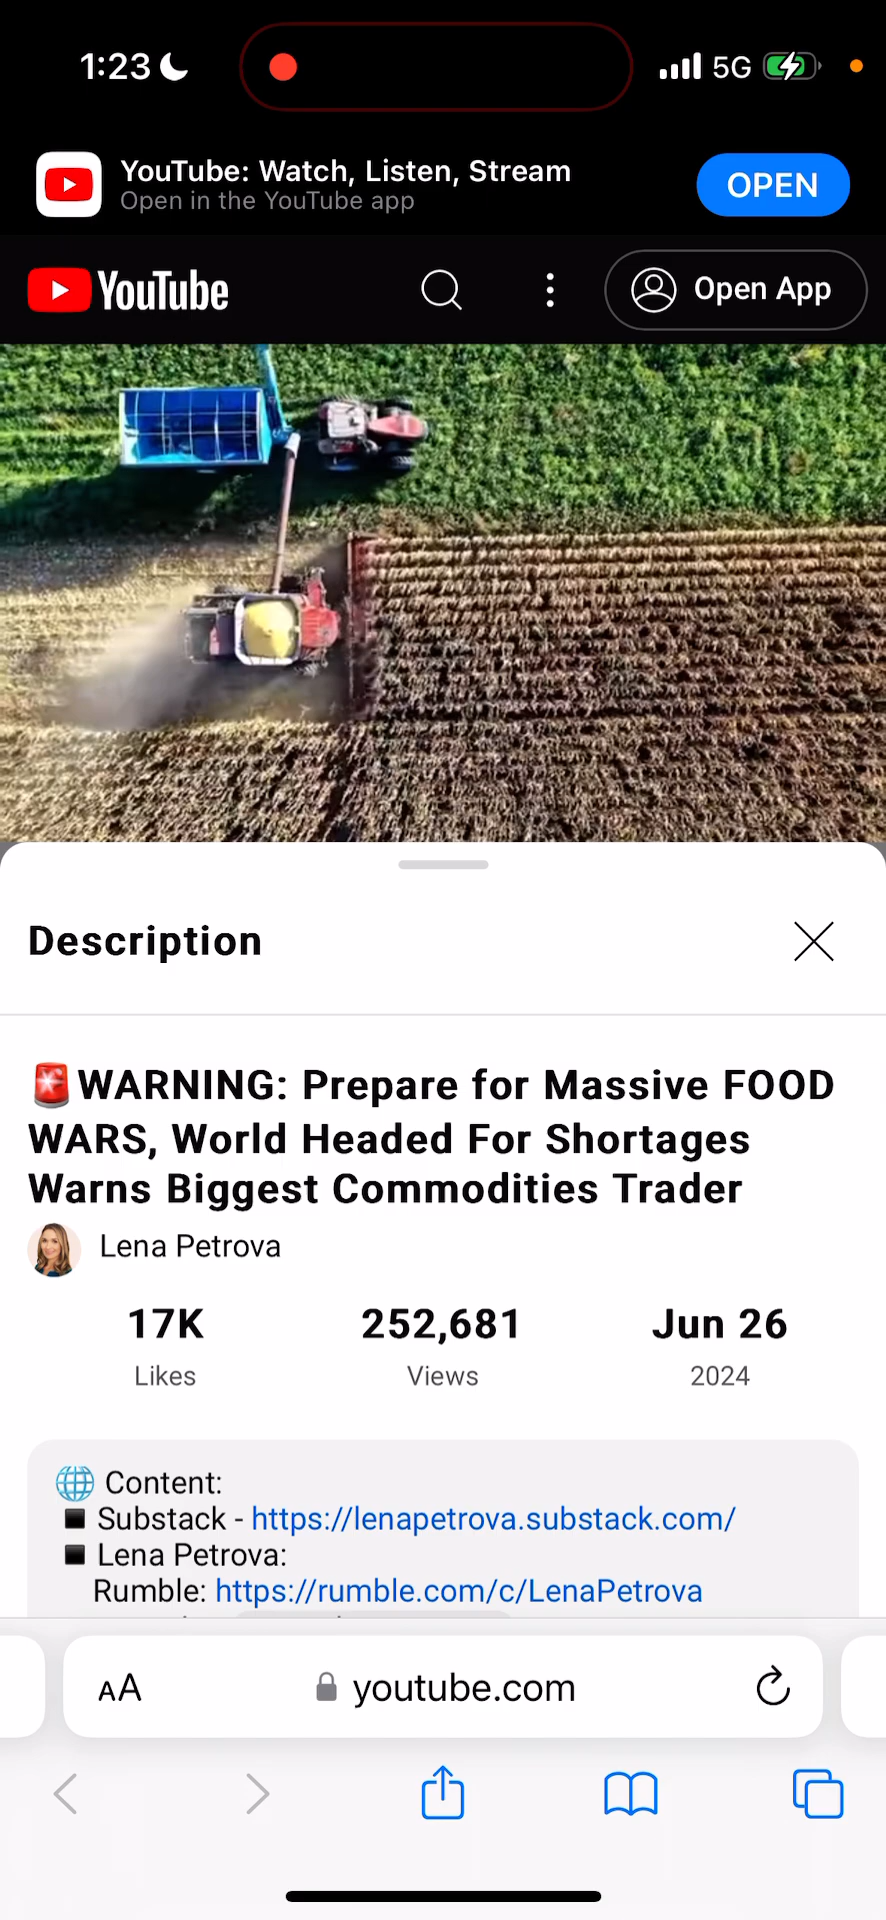 1:23
5G
YouTube: Watch, Listen, Stream
Open in the YouTube app
OPEN
YouTube
Open App
Description
🚨WARNING: Prepare for Massive FOOD
WARS, World Headed For Shortages
Warns Biggest Commodities Trader
Lena Petrova
17K
252,681
Jun 26
Likes
Views
2024
🌐 Content:
◼ Substack - https://lenapetrova.substack.com/
◼ Lena Petrova:
Rumble: https://rumble.com/c/LenaPetrova
AA
youtube.com